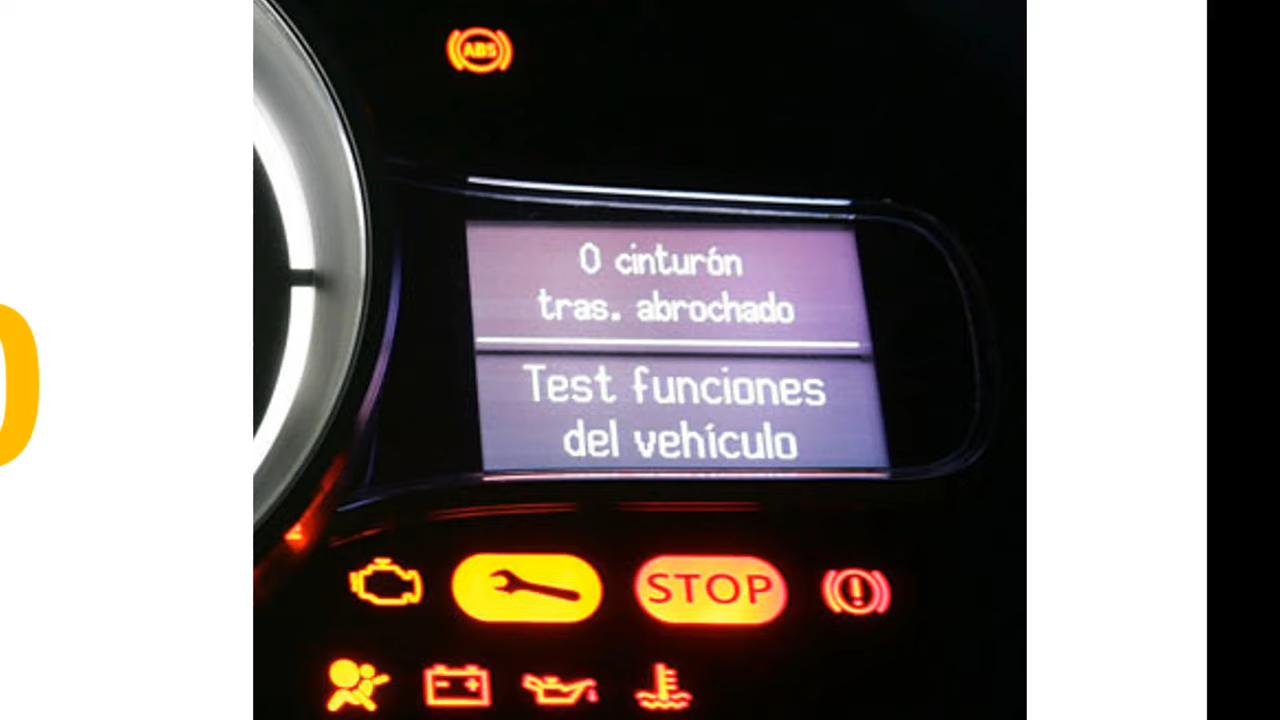 ABS
0 cinturón
tras. abrochado
Test funciones
del vehículo
STOP